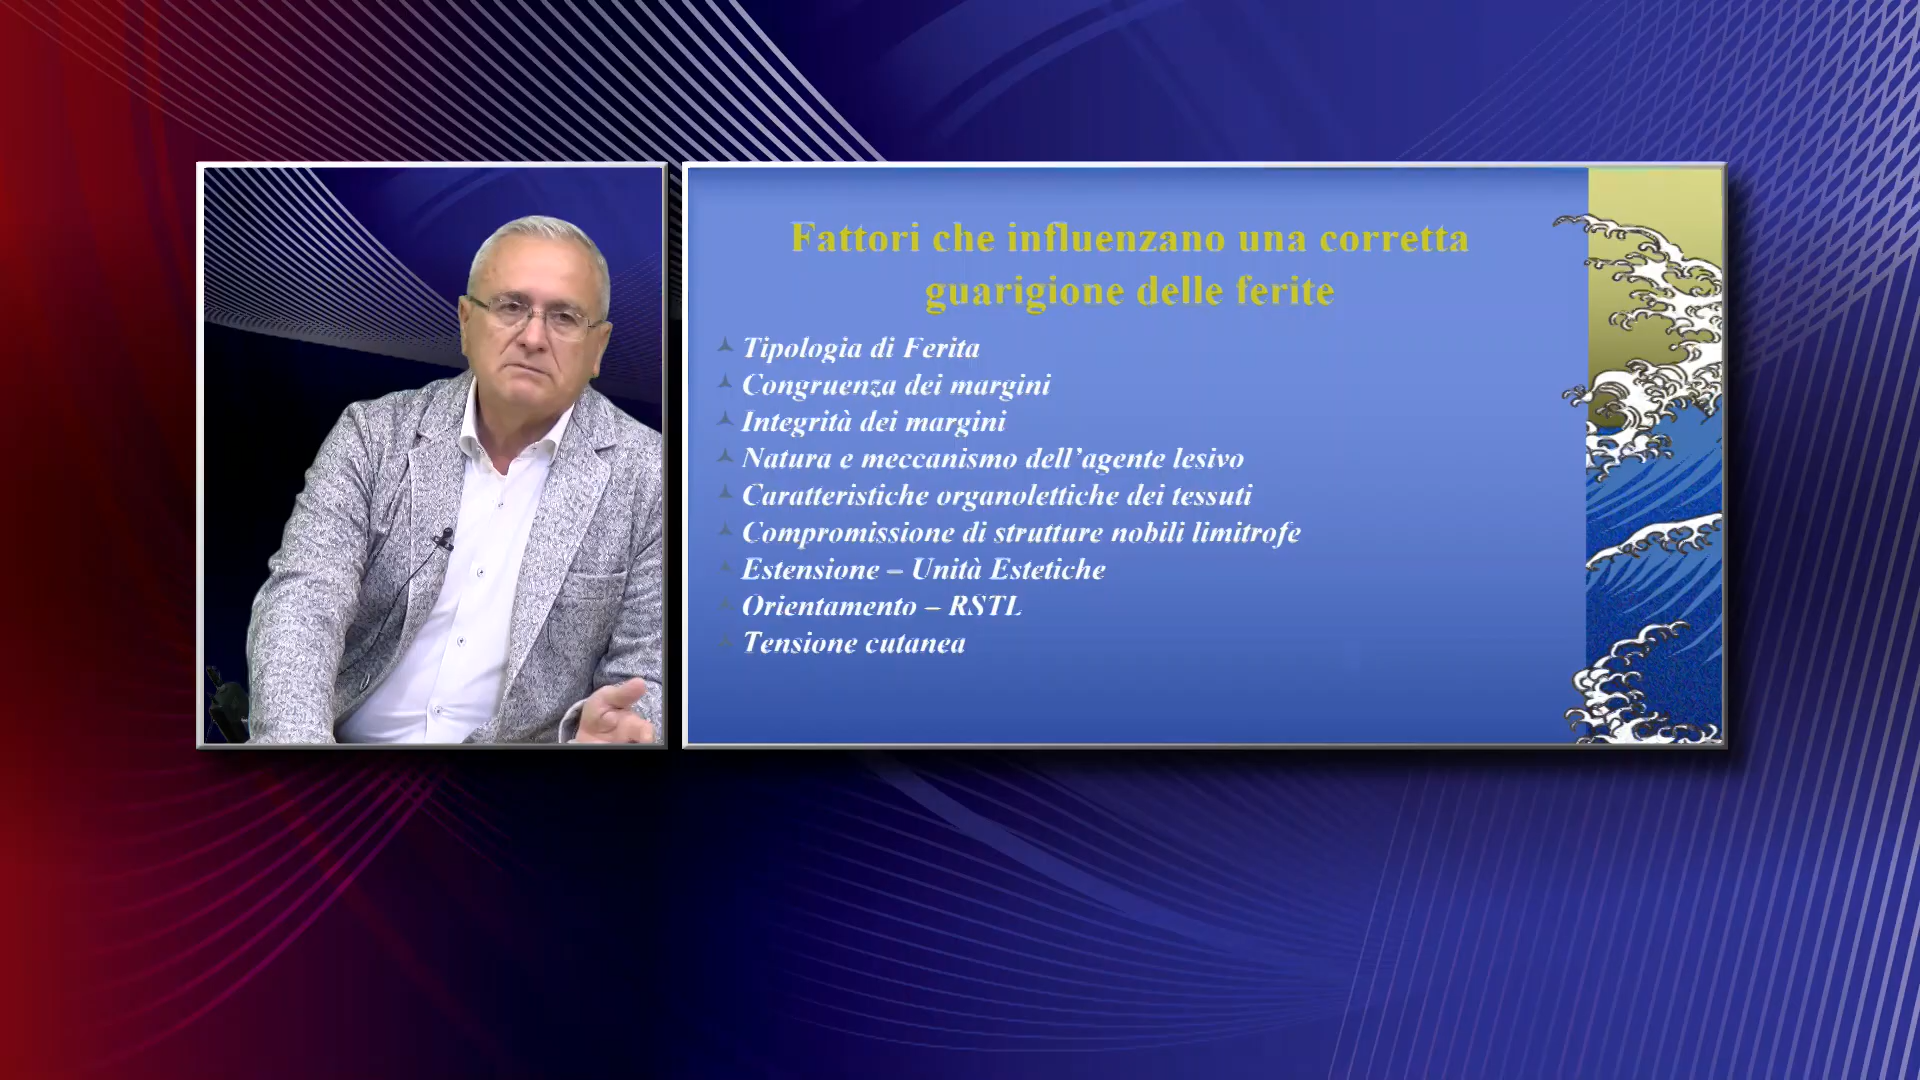 Fattori che influenzano una corretta
guarigione delle ferite
Tipologia di Ferita
Congruenza dei margini
Integrità dei margini
Natura e meccanismo dell’agente lesivo
Caratteristiche organolettiche dei tessuti
Compromissione di strutture nobili limitrofe
Estensione – Unità Estetiche
Orientamento – RSTL
Tensione cutanea